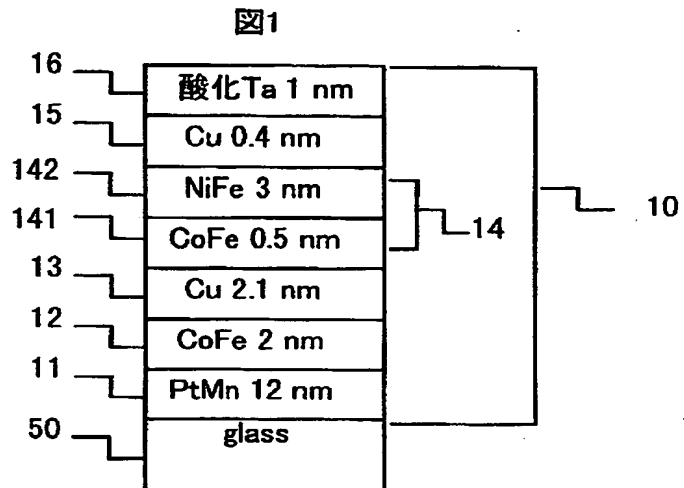 図1
16
酸化Ta 1 nm
15
Cu 0.4 nm
142
NiFe 3 nm
10
141
CoFe 0.5 nm
14
13
Cu 2.1 nm
12
CoFe 2 nm
11
PtMn 12 nm
50
glass